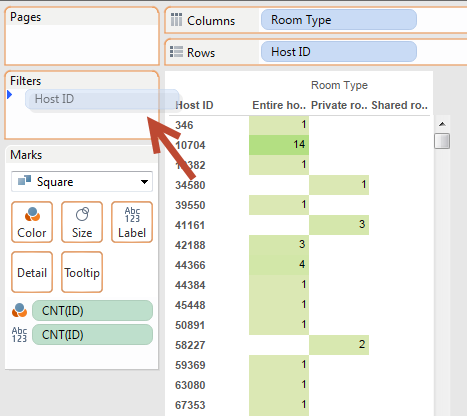 Pages
Columns
Room Type
Rows
Host ID
Filters
Host ID
Marks
Square
Color
Size
Abc
123
Label
Detail
Tooltip
CNT(ID)
Abc
123
CNT(ID)
Room Type
Host ID Entire ho.. Private ro.. Shared ro..
346 1
10704 14
382 1
34580 1
39550 1
41161 3
42188 3
44366 4
44384 1
45448 1
50891 1
58227 2
59369 1
63080 1
67353 1